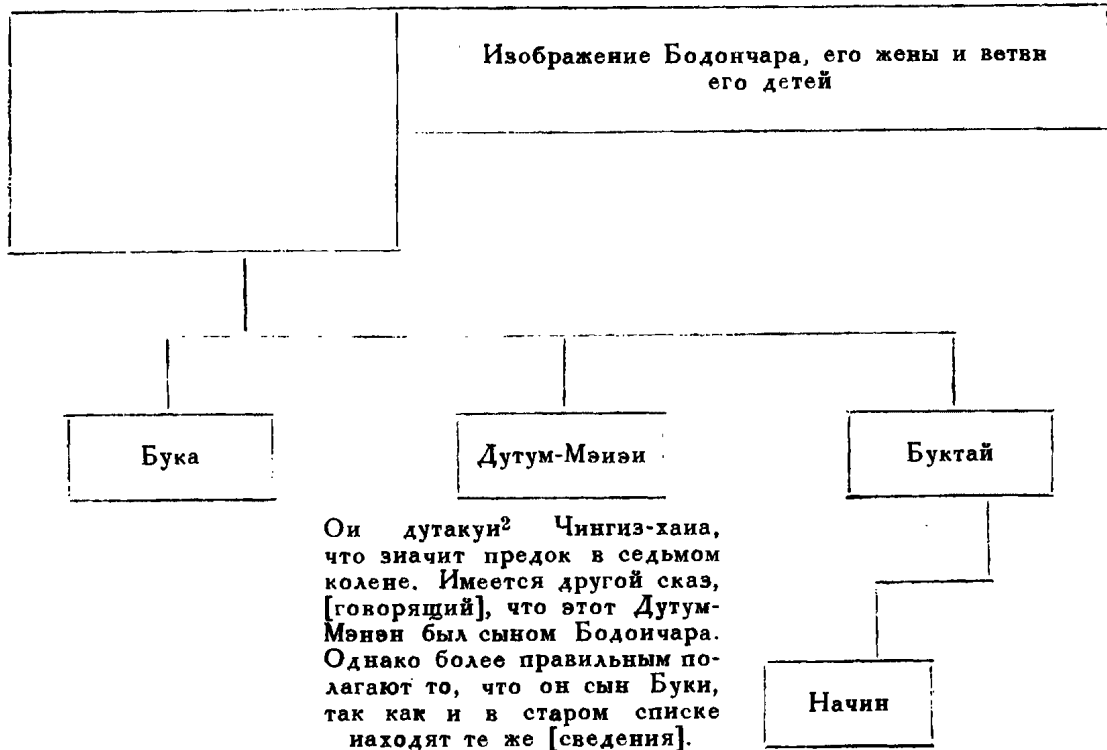 Изображение Бодончара, его жены и ветви
его детей
Бука
Дутум-Мэнэн
Буктай
Он дутакун² Чингиз-хана,
что значит предок в седьмом
колене. Имеется другой сказ,
[говорящий], что этот Дутум-
Мэнэн был сыном Бодончара.
Однако более правильным по-
лагают то, что он сын Буки,
так как и в старом списке
находят те же [сведения].
Начин